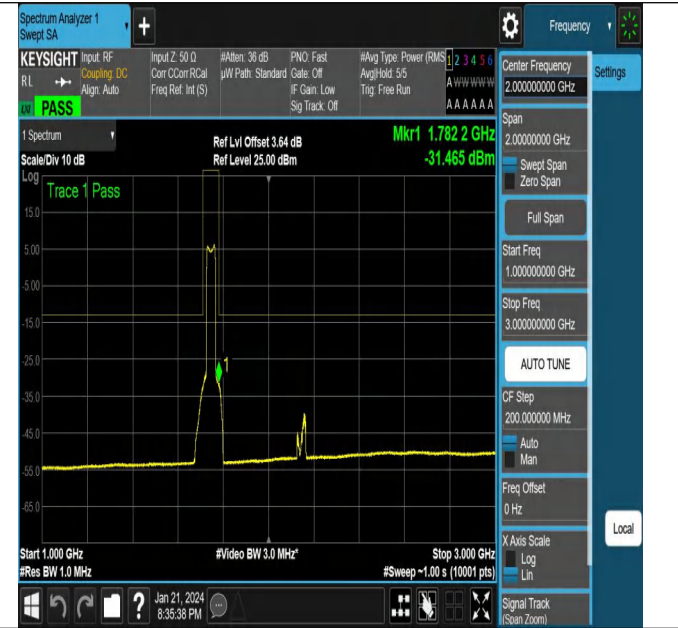 Spectrum Analyzer 1
Swept SA
Frequency
KEYSIGHT
RL
LXI
PASS
Input: RF
Coupling: DC
Align: Auto
Input Z: 50 Ω
Corr CCorr RCal
Freq Ref: Int (S)
#Atten: 36 dB
µW Path: Standard
PNO: Fast
Gate: Off
IF Gain: Low
Sig Track: Off
#Avg Type: Power (RMS
Avg|Hold: 5/5
Trig: Free Run
1 2 3 4 5 6
A W W W W W
A A A A A A
1 Spectrum
Scale/Div 10 dB
Ref Lvl Offset 3.64 dB
Ref Level 25.00 dBm
Mkr1 1.782 2 GHz
-31.465 dBm
Log
Trace 1 Pass
15.0
5.00
-5.00
-15.0
-25.0
-35.0
-45.0
-55.0
-65.0
1
Start 1.000 GHz
#Res BW 1.0 MHz
#Video BW 3.0 MHz*
Stop 3.000 GHz
#Sweep ~1.00 s (10001 pts)
?
Jan 21, 2024
8:35:38 PM
Center Frequency
2.000000000 GHz
Settings
Span
2.00000000 GHz
Swept Span
Zero Span
Full Span
Start Freq
1.000000000 GHz
Stop Freq
3.000000000 GHz
AUTO TUNE
CF Step
200.000000 MHz
Auto
Man
Freq Offset
0 Hz
Local
X Axis Scale
Log
Lin
Signal Track
(Span Zoom)